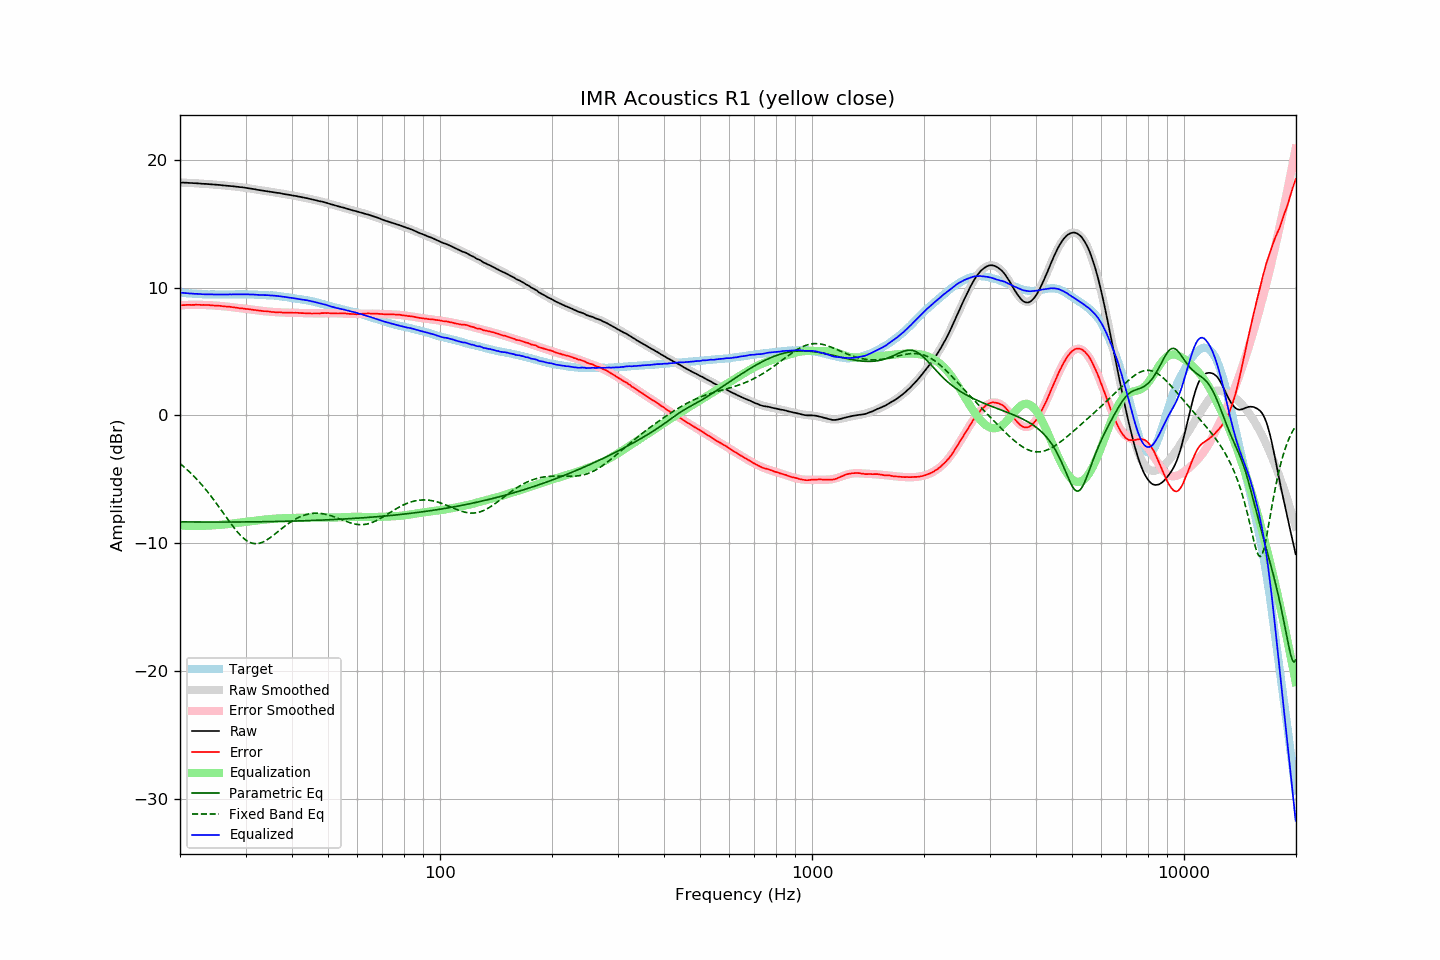 IMR Acoustics R1 (yellow close)
20
10
0
−10
−20
−30
Amplitude (dBr)
Target
Raw Smoothed
Error Smoothed
Raw
Error
Equalization
Parametric Eq
Fixed Band Eq
Equalized
100
1000
10000
Frequency (Hz)